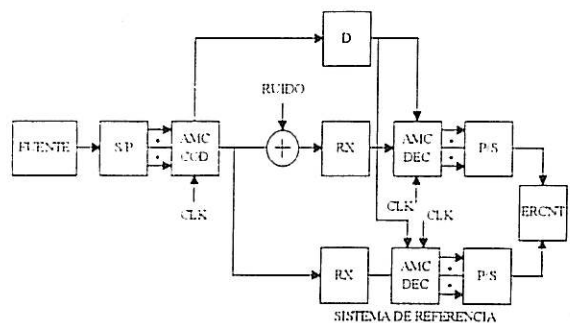 D
RUIDO
FUENTE
S/P
AMC
COD
RX
AMC
DEC
P/S
CLK
CLK
CLK
ERCNT
RX
AMC
DEC
P/S
SISTEMA DE REFERENCIA